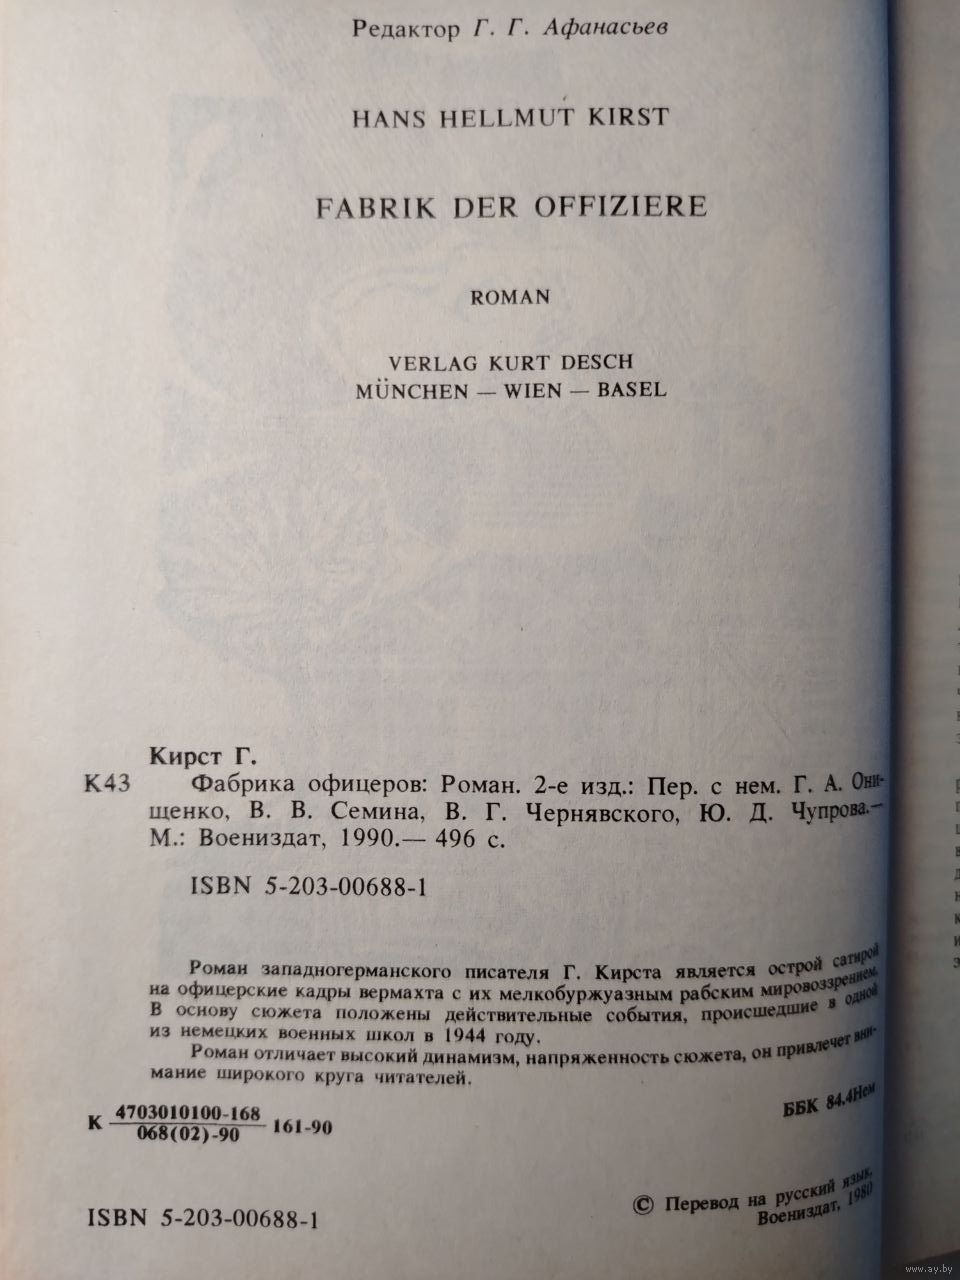 Редактор Г. Г. Афанасьев
HANS HELLMUT KIRST
FABRIK DER OFFIZIERE
ROMAN
VERLAG KURT DESCH
MÜNCHEN — WIEN — BASEL
Кирст Г.
К43 Фабрика офицеров: Роман. 2-е изд.: Пер. с нем. Г. А. Они-
щенко, В. В. Семина, В. Г. Чернявского, Ю. Д. Чупрова.—
М.: Воениздат, 1990.— 496 с.
ISBN 5-203-00688-1
Роман западногерманского писателя Г. Кирста является острой сатирой
на офицерские кадры вермахта с их мелкобуржуазным рабским мировоззрением.
В основу сюжета положены действительные события, происшедшие в одной
из немецких военных школ в 1944 году.
Роман отличает высокий динамизм, напряженность сюжета, он привлечет вни-
мание широкого круга читателей.
К 4703010100-168
068(02)-90 161-90
ББК 84.4Нем
ISBN 5-203-00688-1
© Перевод на русский язык,
Воениздат, 1980
www.ay.by